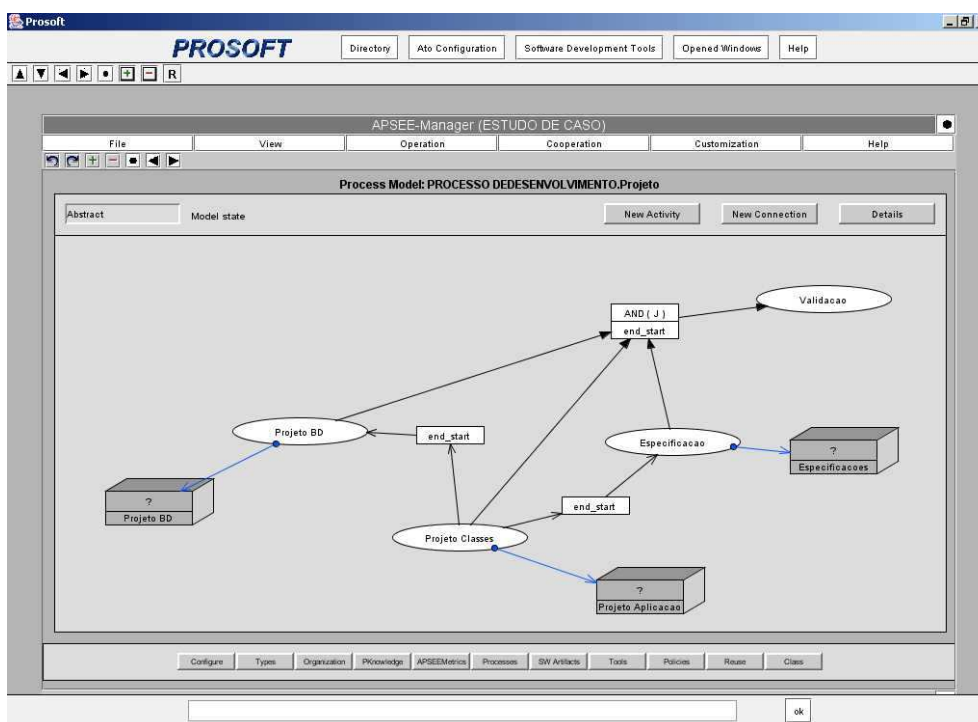 Prosoft
PROSOFT
Directory
Ato Configuration
Software Development Tools
Opened Windows
Help
R
APSEE-Manager (ESTUDO DE CASO)
File
View
Operation
Cooperation
Customization
Help
Process Model: PROCESSO DEDESENVOLVIMENTO.Projeto
Abstract
Model state
New Activity
New Connection
Details
Validacao
AND ( J )
end_start
Projeto BD
end_start
Especificacao
?
Especificacoes
?
Projeto BD
end_start
Projeto Classes
?
Projeto Aplicacao
Configure
Types
Organization
PKnowledge
APSEEMetrics
Processes
SW Artifacts
Tools
Policies
Reuse
Class
ok